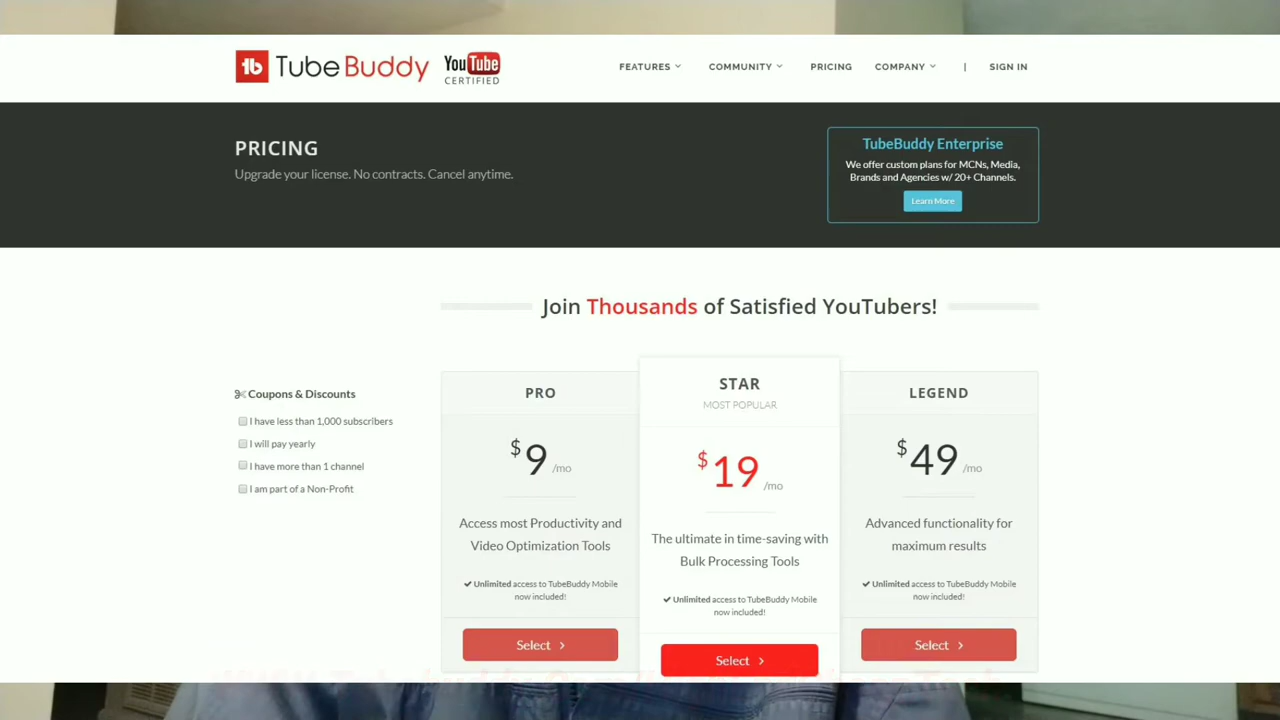 TubeBuddy YouTube CERTIFIED
FEATURES COMMUNITY PRICING COMPANY | SIGN IN
PRICING
Upgrade your license. No contracts. Cancel anytime.
TubeBuddy Enterprise
We offer custom plans for MCNs, Media,
Brands and Agencies w/ 20+ Channels.
Learn More
Join Thousands of Satisfied YouTubers!
Coupons & Discounts
I have less than 1,000 subscribers
I will pay yearly
I have more than 1 channel
I am part of a Non-Profit
PRO
$9 /mo
Access most Productivity and
Video Optimization Tools
Unlimited access to TubeBuddy Mobile
now included!
Select
STAR
MOST POPULAR
$19 /mo
The ultimate in time-saving with
Bulk Processing Tools
Unlimited access to TubeBuddy Mobile
now included!
Select
LEGEND
$49 /mo
Advanced functionality for
maximum results
Unlimited access to TubeBuddy Mobile
now included!
Select